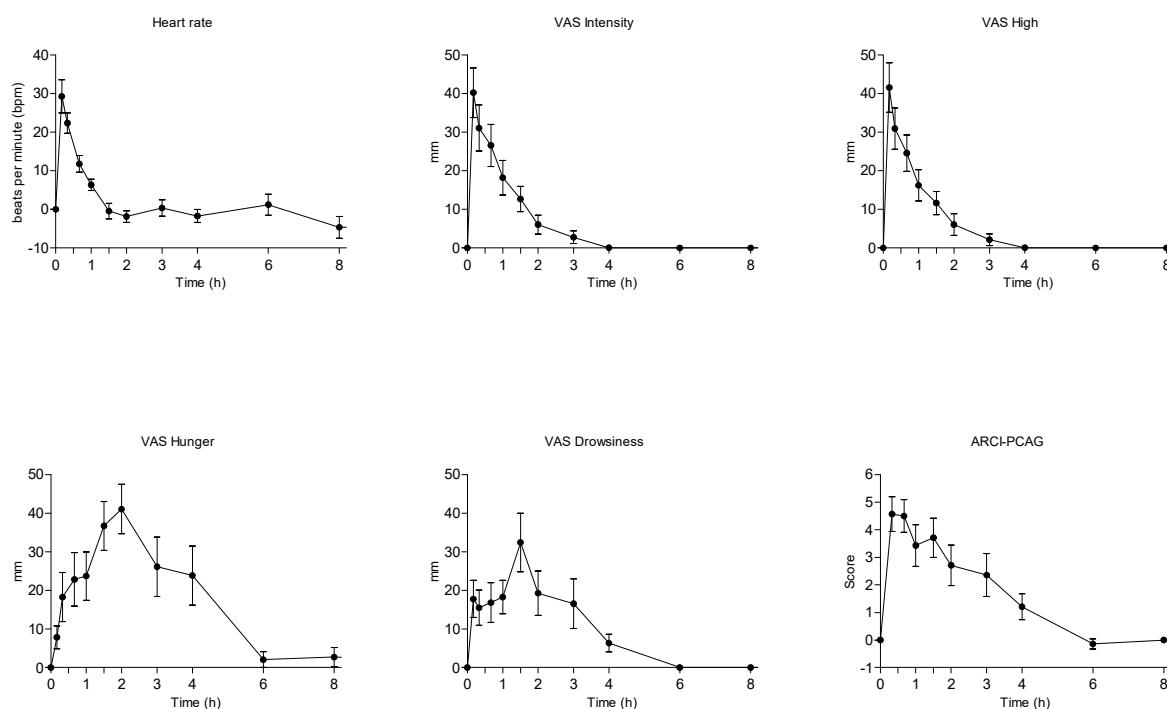 Heart rate
beats per minute (bpm)
40
30
20
10
0
-10
0 1 2 4 6 8
Time (h)
VAS Intensity
mm
50
40
30
20
10
0
0 1 2 3 4 6 8
Time (h)
VAS High
mm
50
40
30
20
10
0
0 1 2 3 4 6 8
Time (h)
VAS Hunger
mm
50
40
30
20
10
0
0 1 2 3 4 6 8
Time (h)
VAS Drowsiness
mm
50
40
30
20
10
0
0 1 2 3 4 6 8
Time (h)
ARCI-PCAG
Score
6
5
4
3
2
1
0
-1
0 1 2 3 4 6 8
Time (h)